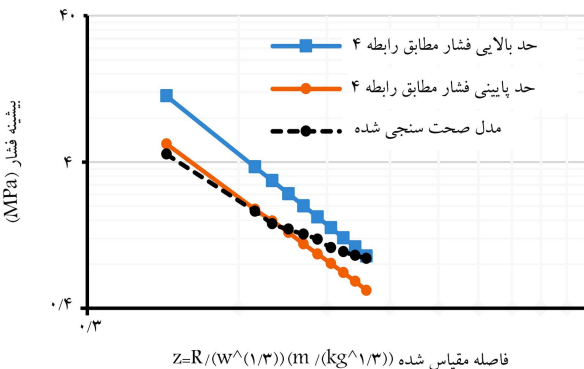 ۴۰
حد بالایی فشار مطابق رابطه ۴
حد پایینی فشار مطابق رابطه ۴
مدل صحت سنجی شده
بیشینه فشار (MPa)
۴
۰/۴
۰/۳
فاصله مقیاس شده z=R/(w^(۱/۳))(m /(kg^۱/۳))